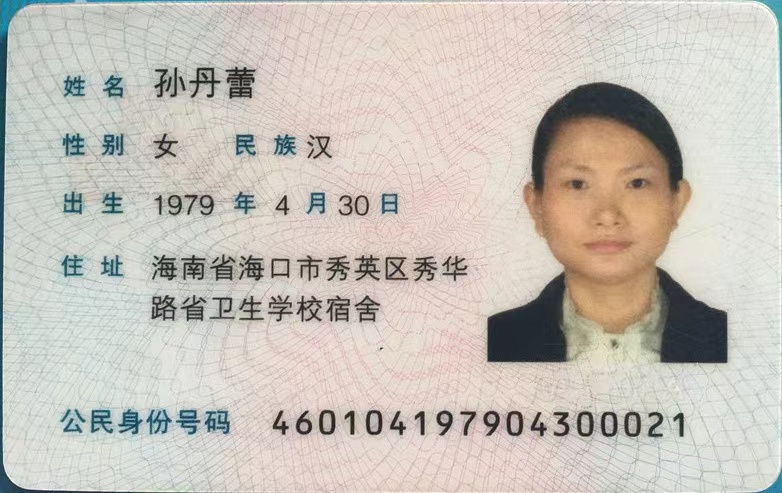 姓名 孙丹蕾
性别 女 民族 汉
出生 1979 年 4 月 30 日
住址 海南省海口市秀英区秀华
路省卫生学校宿舍
公民身份号码 460104197904300021